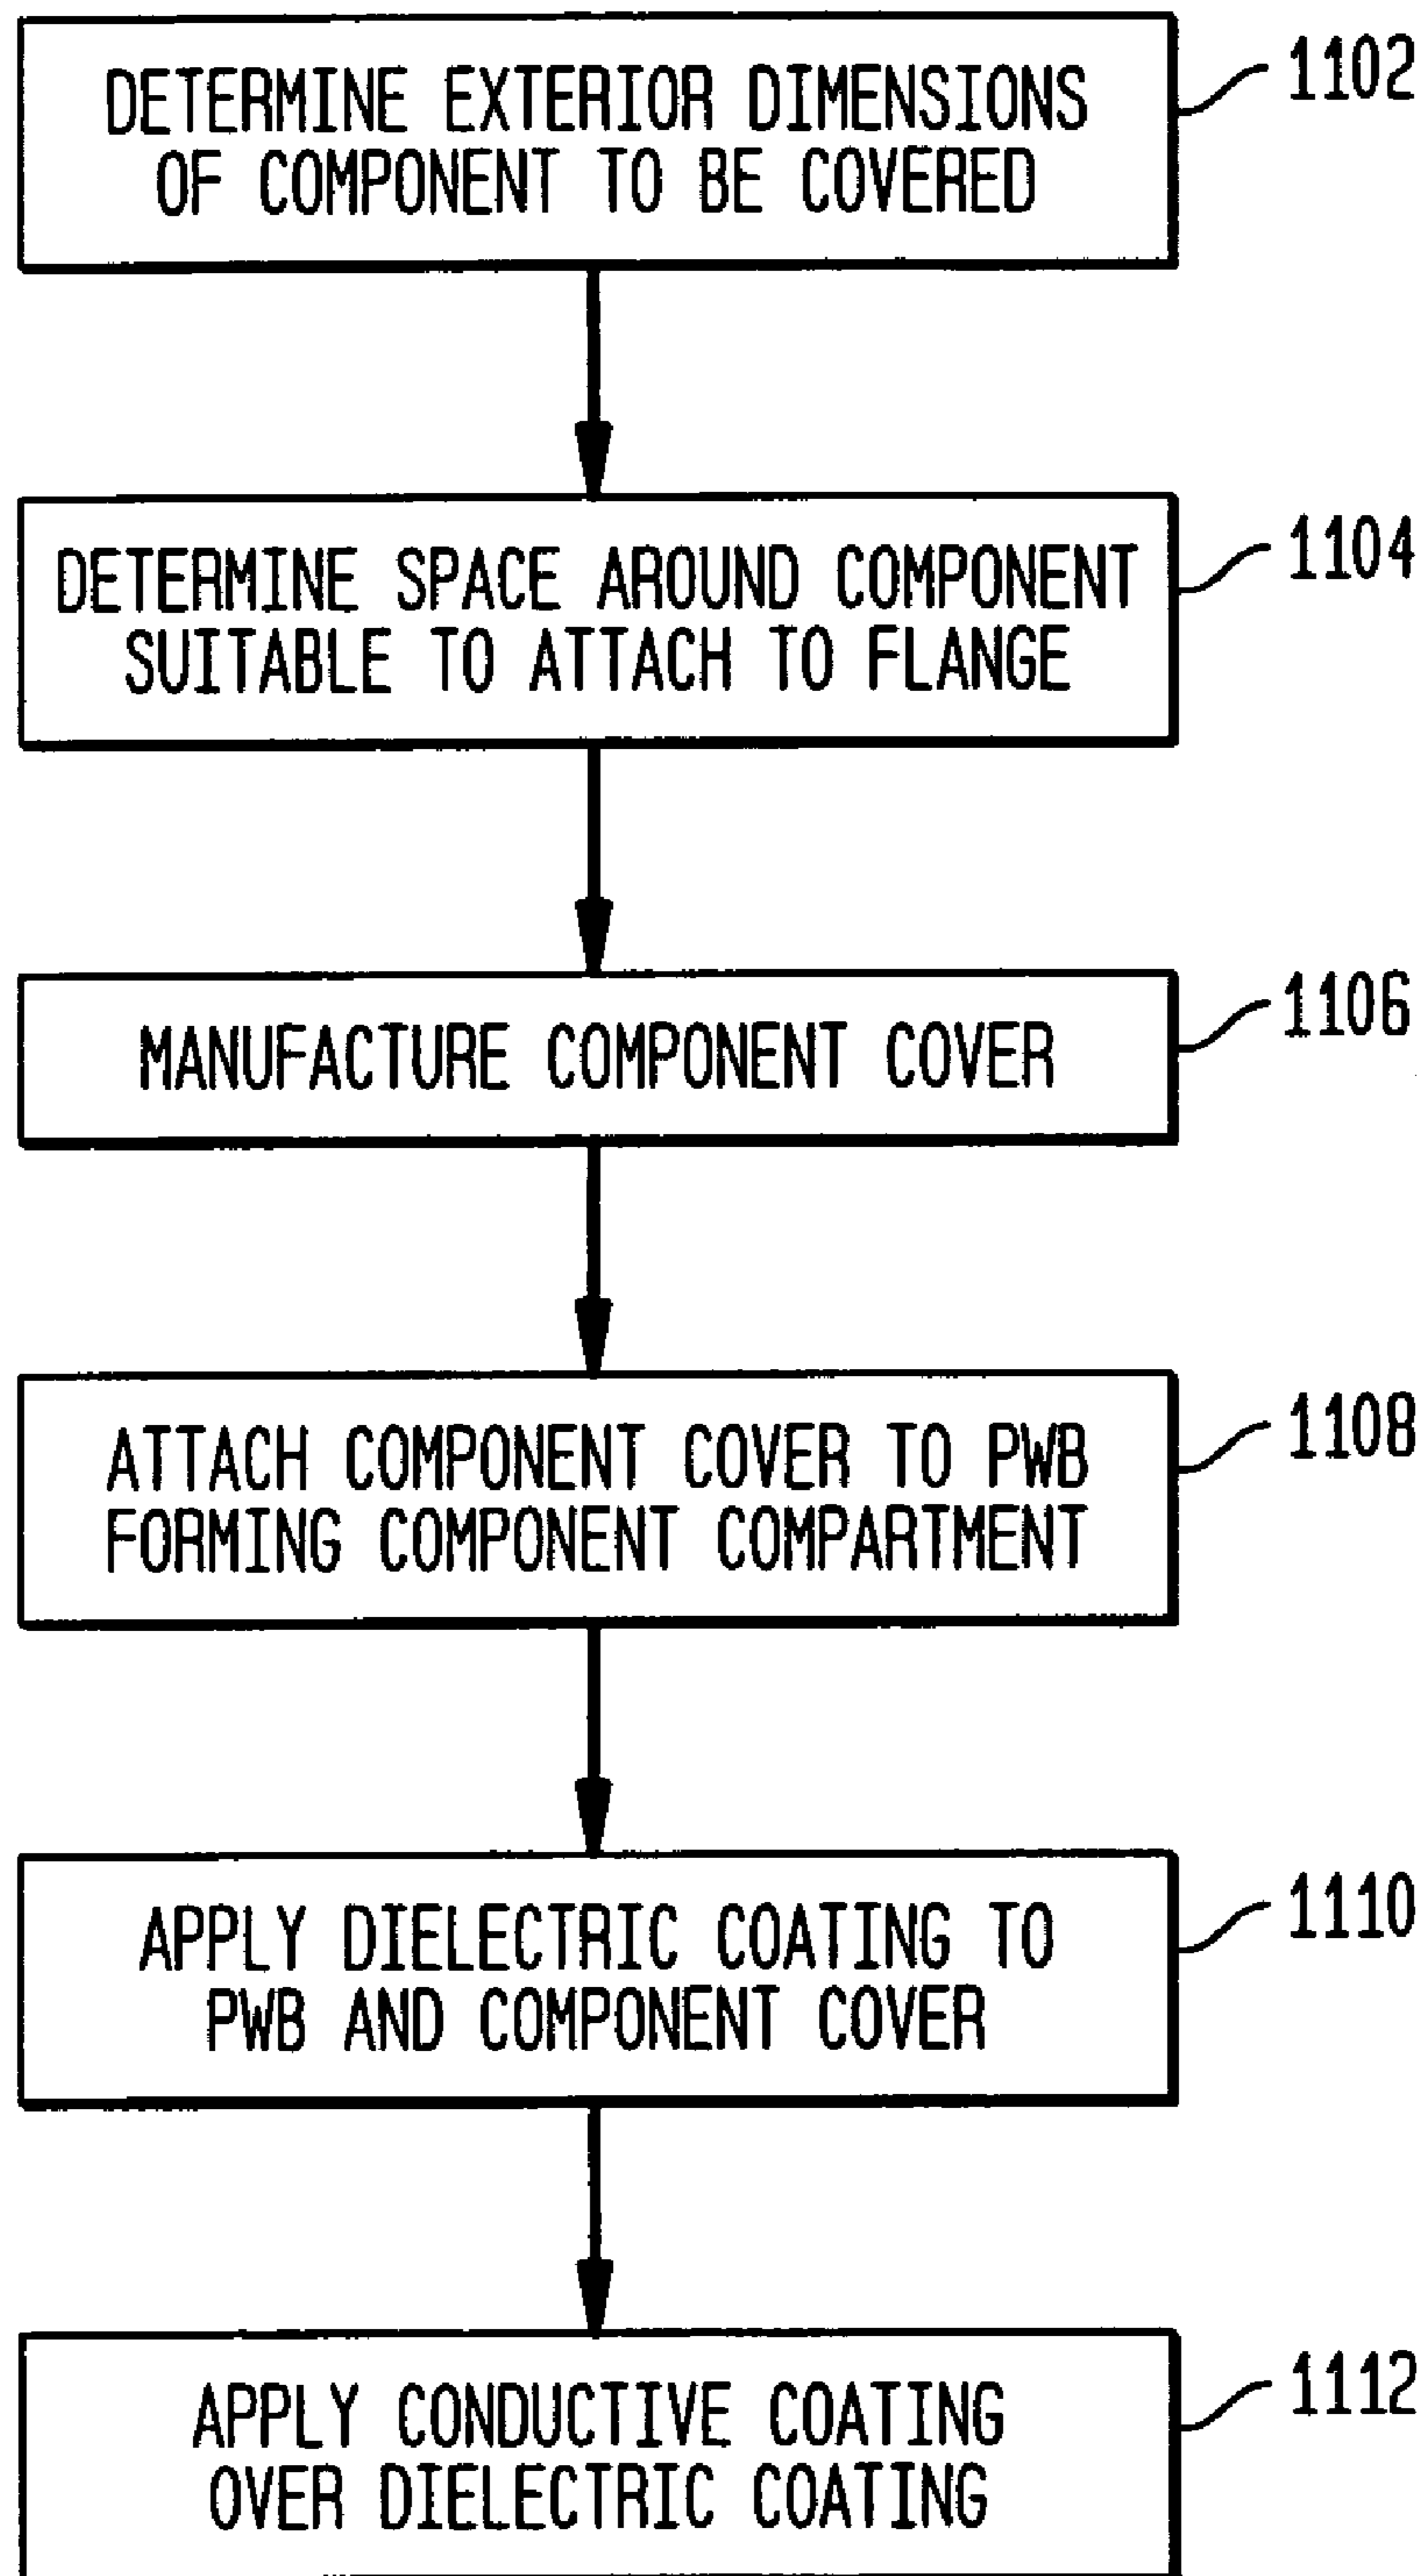 DETERMINE EXTERIOR DIMENSIONS
OF COMPONENT TO BE COVERED
1102
DETERMINE SPACE AROUND COMPONENT
SUITABLE TO ATTACH TO FLANGE
1104
MANUFACTURE COMPONENT COVER
1106
ATTACH COMPONENT COVER TO PWB
FORMING COMPONENT COMPARTMENT
1108
APPLY DIELECTRIC COATING TO
PWB AND COMPONENT COVER
1110
APPLY CONDUCTIVE COATING
OVER DIELECTRIC COATING
1112